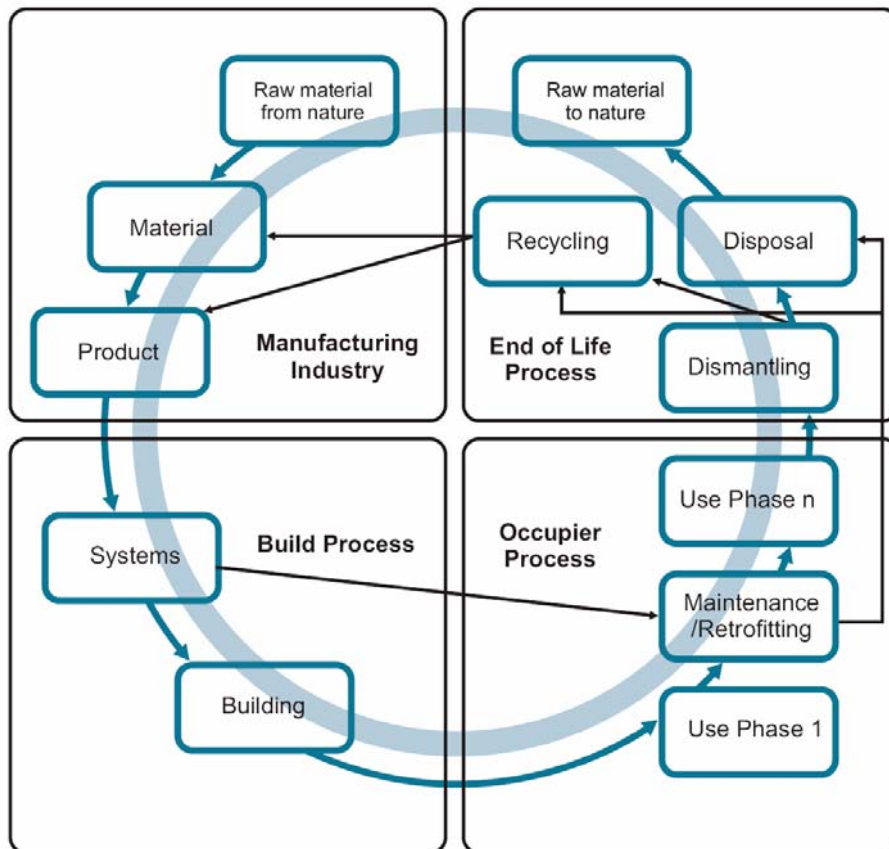 Raw material
from nature
Material
Product
Manufacturing
Industry
Raw material
to nature
Recycling
Disposal
End of Life
Process
Dismantling
Systems
Build Process
Building
Occupier
Process
Use Phase n
Maintenance
/Retrofitting
Use Phase 1